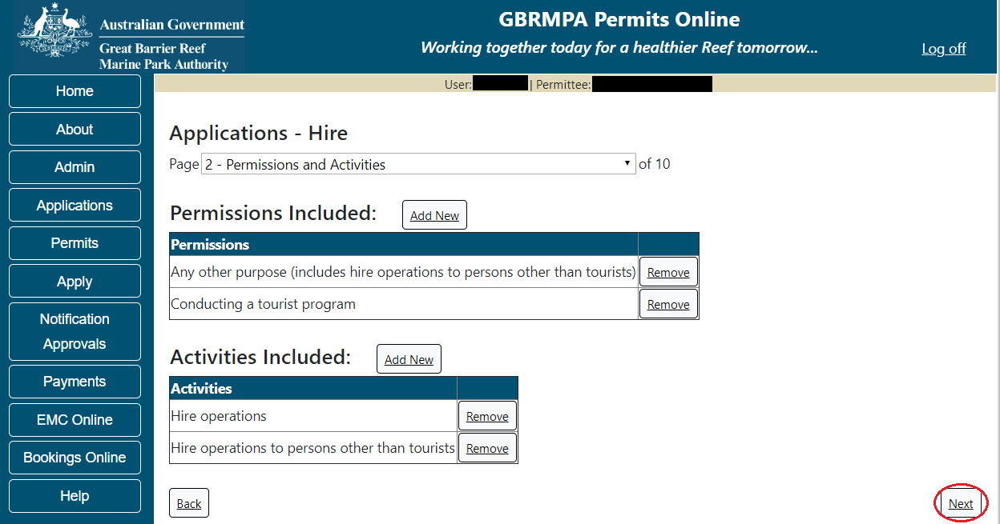 Australian Government
Great Barrier Reef
Marine Park Authority
GBRMPA Permits Online
Working together today for a healthier Reef tomorrow...
Log off
Home
About
Admin
Applications
Permits
Apply
Notification
Approvals
Payments
EMC Online
Bookings Online
Help
User: | Permittee:
Applications - Hire
Page 2 - Permissions and Activities of 10
Permissions Included: Add New
Permissions
Any other purpose (includes hire operations to persons other than tourists) Remove
Conducting a tourist program Remove
Activities Included: Add New
Activities
Hire operations Remove
Hire operations to persons other than tourists Remove
Back Next